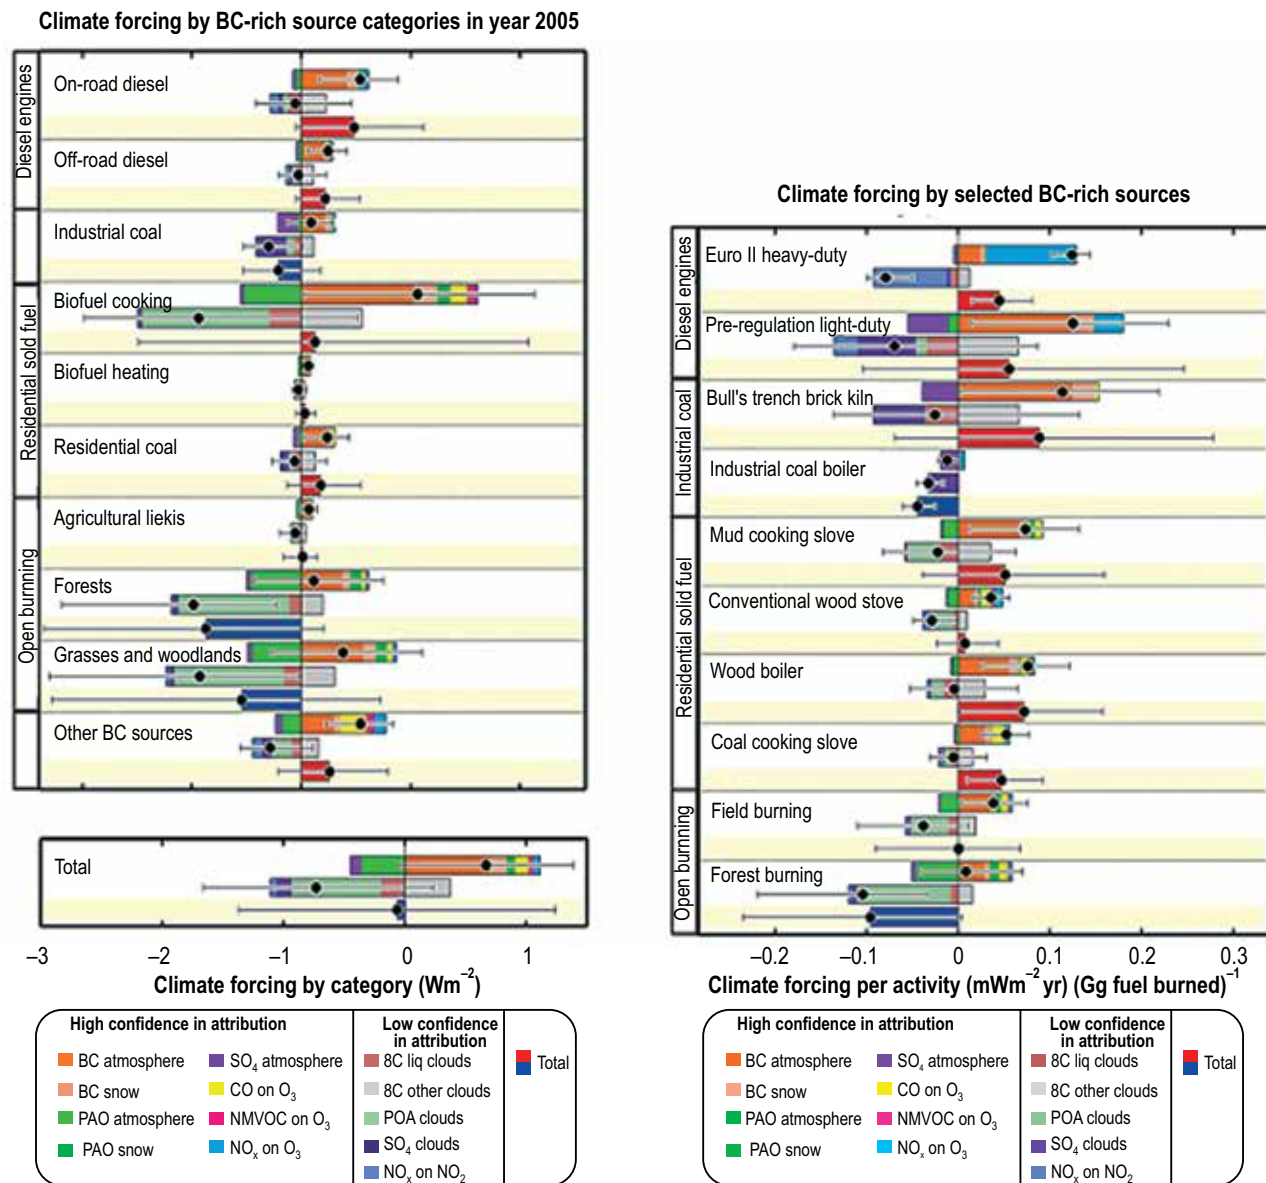 Climate forcing by BC-rich source categories in year 2005
Diesel engines
On-road diesel
Off-road diesel
Industrial coal
Residential sold fuel
Biofuel cooking
Biofuel heating
Residential coal
Open burnning
Agricultural liekis
Forests
Grasses and woodlands
Other BC sources
Total
−3
−2
−1
0
1
Climate forcing by category (Wm−2)
High confidence in attribution
BC atmosphere
BC snow
PAO atmosphere
PAO snow
SO4 atmosphere
CO on O3
NMVOC on O3
NOx on O3
Low confidence
in attribution
8C liq clouds
8C other clouds
POA clouds
SO4 clouds
NOx on NO2
Total
Climate forcing by selected BC-rich sources
Diesel engines
Euro II heavy-duty
Pre-regulation light-duty
Industrial coal
Bull's trench brick kiln
Industrial coal boiler
Residential solid fuel
Mud cooking slove
Conventional wood stove
Wood boiler
Coal cooking slove
Open burnning
Field burning
Forest burning
−0.2
−0.1
0
0.1
0.2
0.3
Climate forcing per activity (mWm−2 yr) (Gg fuel burned)−1
High confidence in attribution
BC atmosphere
BC snow
PAO atmosphere
PAO snow
SO4 atmosphere
CO on O3
NMVOC on O3
NOx on O3
Low confidence
in attribution
8C liq clouds
8C other clouds
POA clouds
SO4 clouds
NOx on NO2
Total